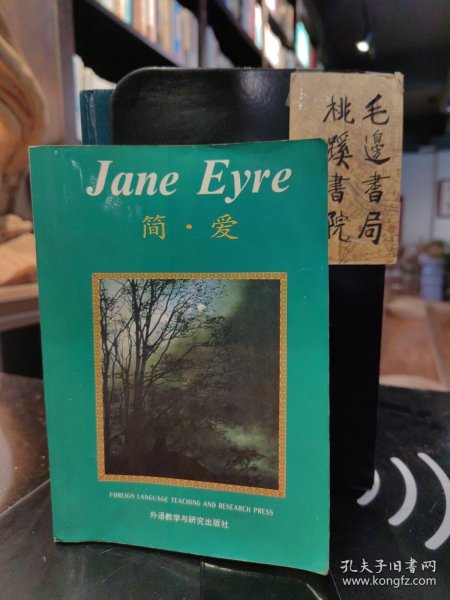 Jane Eyre
简·爱
FOREIGN LANGUAGE TEACHING AND RESEARCH PRESS
外语教学与研究出版社
毛邊書局
桃蹊書院
孔夫子旧书网
www.kongfz.com